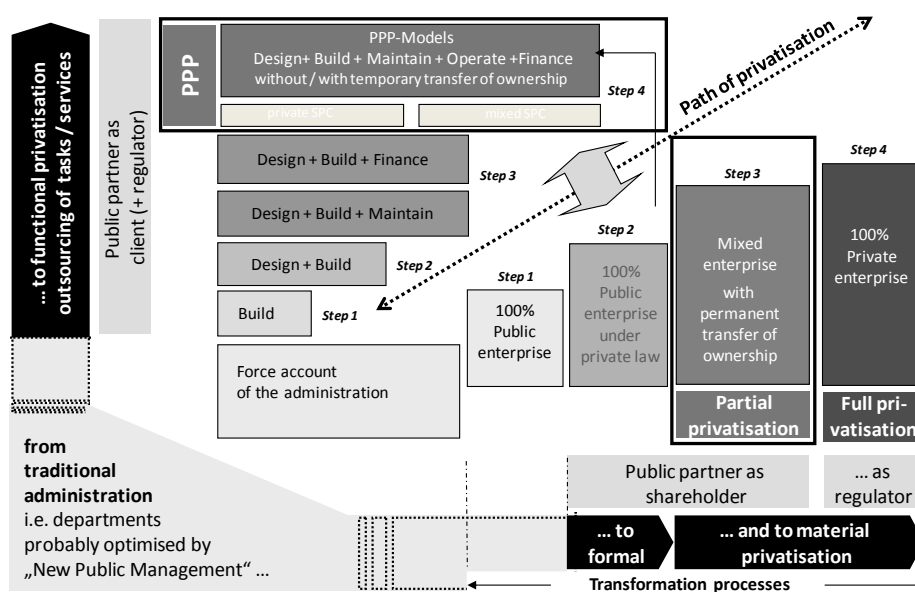 ... to functional privatisation
outsourcing of tasks / services
Public partner as
client (+ regulator)
PPP
PPP-Models
Design+ Build + Maintain + Operate +Finance
without / with temporary transfer of ownership
private SPC
mixed SPC
Step 4
Path of privatisation
Design + Build + Finance
Step 3
Design + Build + Maintain
Design + Build
Step 2
Build
Step 1
Force account
of the administration
Step 1
100%
Public
enterprise
Step 2
100%
Public
enterprise
under
private law
Step 3
Mixed
enterprise
with
permanent
transfer of
ownership
Step 4
100%
Private
enterprise
Partial
privatisation
Full pri-
vatisation
from
traditional
administration
i.e. departments
probably optimised by
„New Public Management“ ...
Public partner as
shareholder
... as
regulator
... to
formal
... and to material
privatisation
Transformation processes